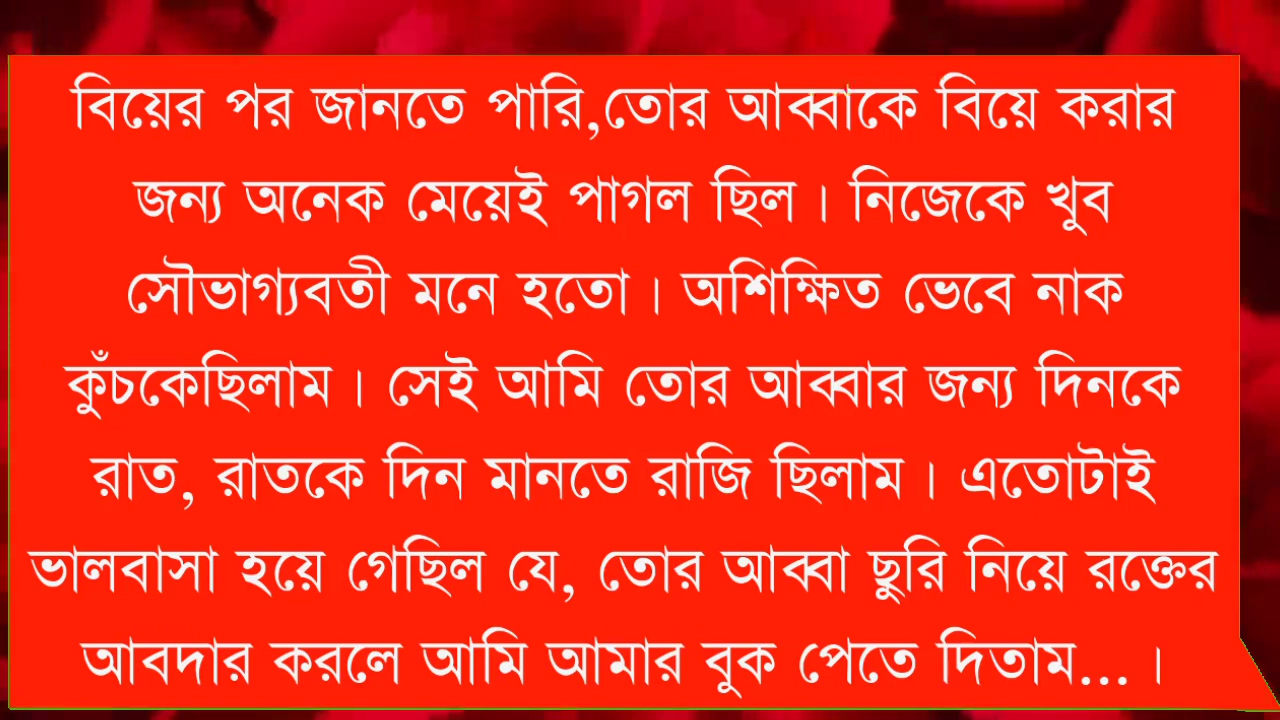 বিয়ের পর জানতে পারি,তোর আব্বাকে বিয়ে করার
জন্য অনেক মেয়েই পাগল ছিল। নিজেকে খুব
সৌভাগ্যবতী মনে হতো। অশিক্ষিত ভেবে নাক
কুঁচকেছিলাম। সেই আমি তোর আব্বার জন্য দিনকে
রাত, রাতকে দিন মানতে রাজি ছিলাম। এতোটাই
ভালবাসা হয়ে গেছিল যে, তোর আব্বা ছুরি নিয়ে রক্তের
আবদার করলে আমি আমার বুক পেতে দিতাম...।